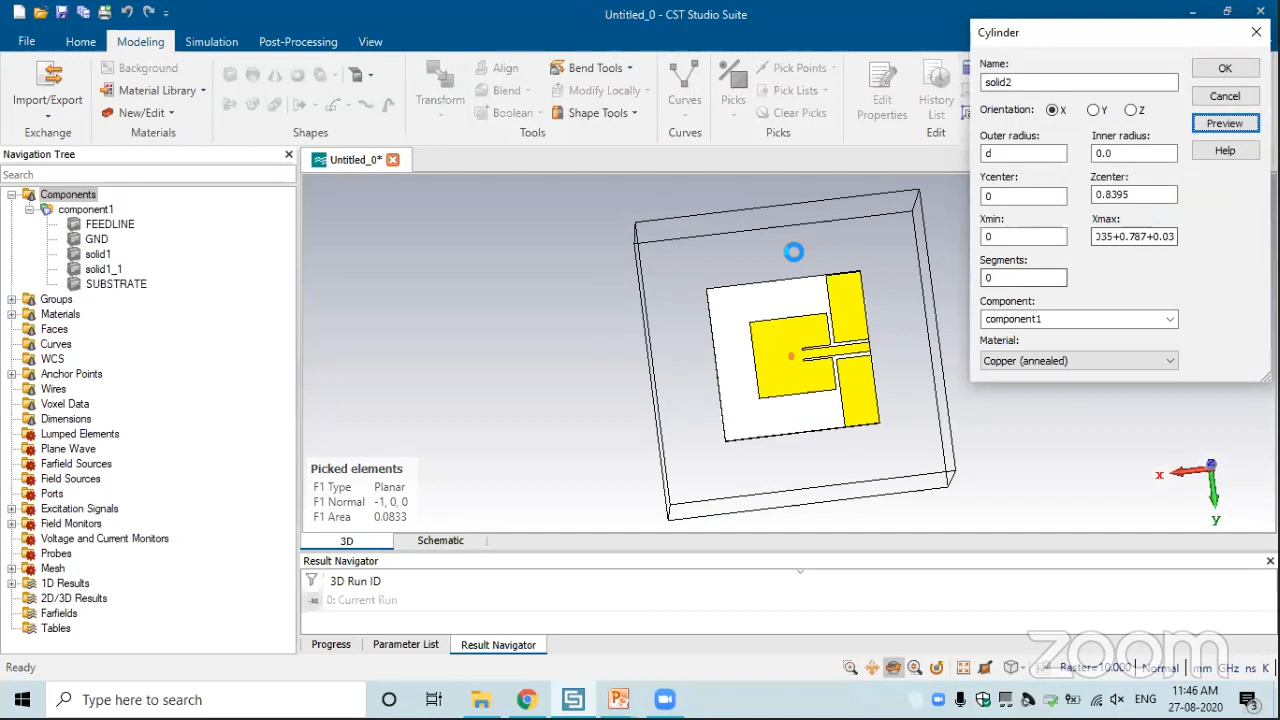 Untitled_0 - CST Studio Suite
File Home Modeling Simulation Post-Processing View
Import/Export
Exchange
Background
Material Library
New/Edit
Materials
Shapes
Transform
Align
Blend
Boolean
Bend Tools
Modify Locally
Shape Tools
Tools
Curves
Curves
Picks
Pick Points
Pick Lists
Clear Picks
Picks
Edit Properties
History List
Edit
Navigation Tree
Search
Components
component1
FEEDLINE
GND
solid1
solid1_1
SUBSTRATE
Groups
Materials
Faces
Curves
WCS
Anchor Points
Wires
Voxel Data
Dimensions
Lumped Elements
Plane Wave
Farfield Sources
Field Sources
Ports
Excitation Signals
Field Monitors
Voltage and Current Monitors
Probes
Mesh
1D Results
2D/3D Results
Farfields
Tables
Untitled_0*
Picked elements
F1 Type Planar
F1 Normal -1, 0, 0
F1 Area 0.0833
x
y
3D Schematic
Result Navigator
3D Run ID
0: Current Run
Progress Parameter List Result Navigator
Cylinder
Name:
solid2
OK
Cancel
Preview
Help
Orientation: X Y Z
Outer radius: Inner radius:
d 0.0
Ycenter: Zcenter:
0 0.8395
Xmin: Xmax:
0 035+0.787+0.03
Segments:
0
Component:
component1
Material:
Copper (annealed)
zoom
Ready
Raster=10.000 Normal mm GHz ns K
Type here to search
ENG
11:46 AM
27-08-2020
3